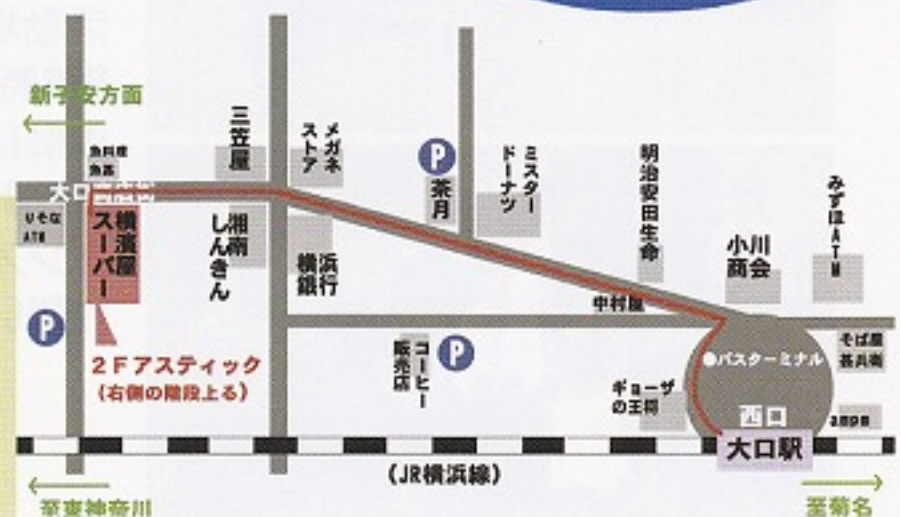 新子安方面
三笠屋
メガネ
ストア
P
茶月
ミスター
ドーナツ
明治安田生命
小川
商会
みずほATM
魚料理
大口
りそな
ATM
横濱屋
スーパー
湘南
しんきん
横浜
銀行
中村屋
P
2Fアスティック
(右側の階段上る)
コーヒー
販売店
P
●バスターミナル
そば屋
甚兵衛
ギョーザ
の王将
西口
大口駅
(JR横浜線)
至東神奈川
至菊名